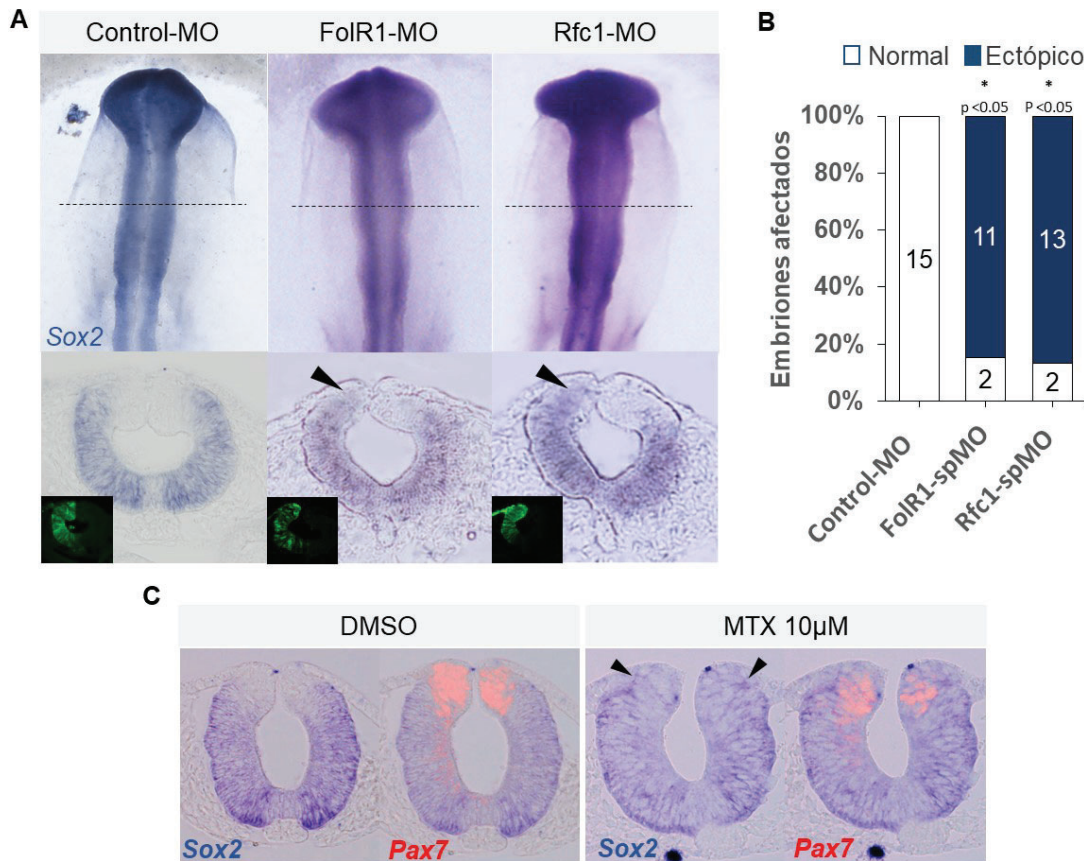 A
Control-MO
FolR1-MO
Rfc1-MO
Sox2
B
Normal
Ectópico
*
*
p <0.05
P <0.05
Embriones afectados
100%
80%
60%
40%
20%
0%
15
11
13
2
2
Control-MO
FolR1-spMO
Rfc1-spMO
C
DMSO
MTX 10µM
Sox2
Pax7
Sox2
Pax7